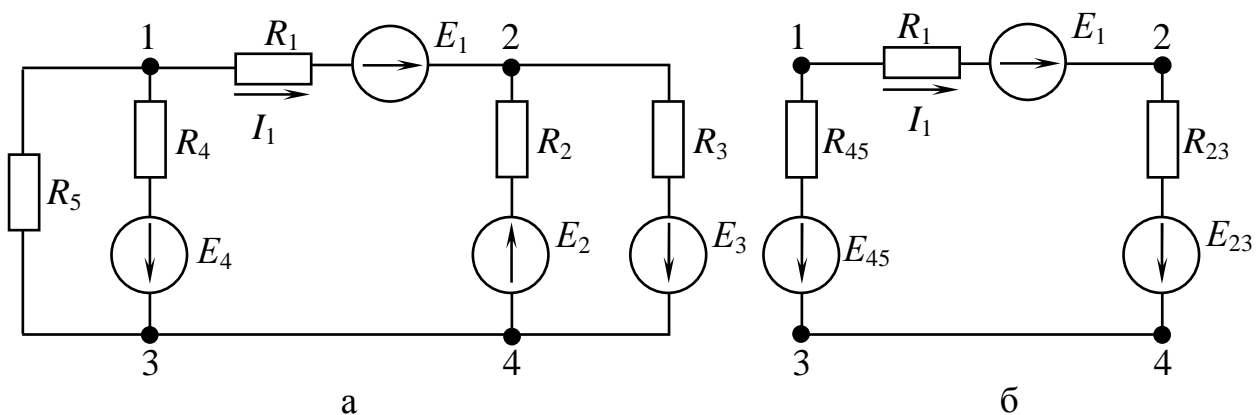 1 R₁ E₁ 2
I₁
R₄ R₂ R₃
R₅
E₄ E₂ E₃
3 4
а
1 R₁ E₁ 2
I₁
R₄₅ R₂₃
E₄₅ E₂₃
3 4
б